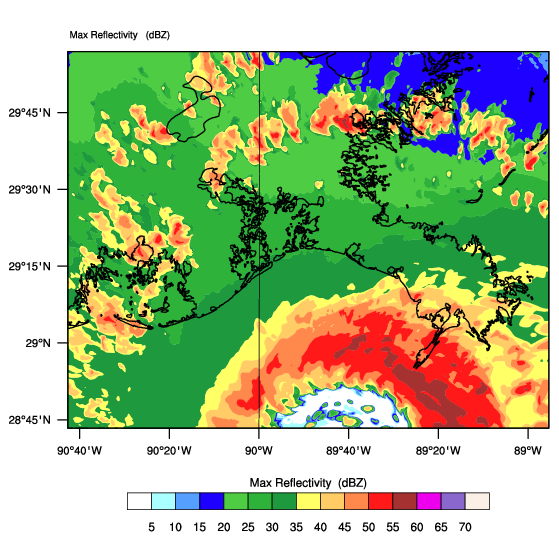 Max Reflectivity (dBZ)
29°45'N
29°30'N
29°15'N
29°N
28°45'N
90°40'W 90°20'W 90°W 89°40'W 89°20'W 89°W
Max Reflectivity (dBZ)
5 10 15 20 25 30 35 40 45 50 55 60 65 70